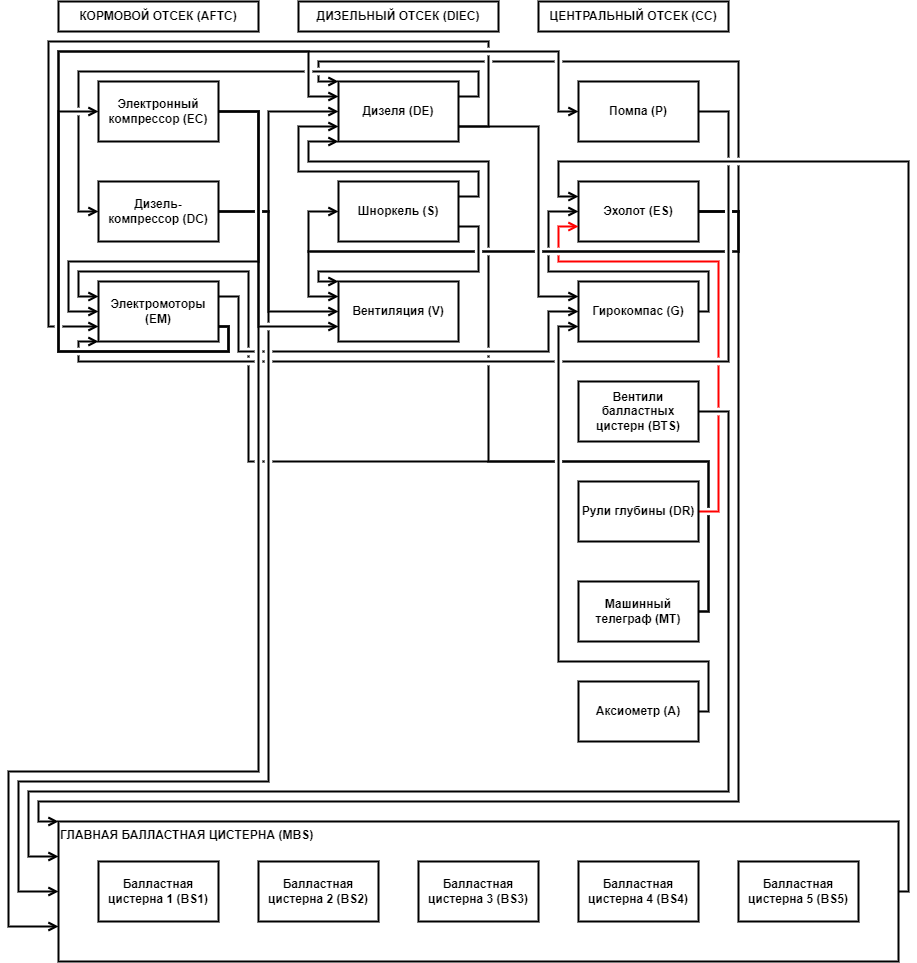 КОРМОВОЙ ОТСЕК (AFTC)
ДИЗЕЛЬНЫЙ ОТСЕК (DIEC)
ЦЕНТРАЛЬНЫЙ ОТСЕК (CC)
Электронный
компрессор (EC)
Дизеля (DE)
Помпа (P)
Дизель-
компрессор (DC)
Шноркель (S)
Эхолот (ES)
Электромоторы
(EM)
Вентиляция (V)
Гирокомпас (G)
Вентили
балластных
цистерн (BTS)
Рули глубины (DR)
Машинный
телеграф (MT)
Аксиометр (A)
ГЛАВНАЯ БАЛЛАСТНАЯ ЦИСТЕРНА (MBS)
Балластная
цистерна 1 (BS1)
Балластная
цистерна 2 (BS2)
Балластная
цистерна 3 (BS3)
Балластная
цистерна 4 (BS4)
Балластная
цистерна 5 (BS5)